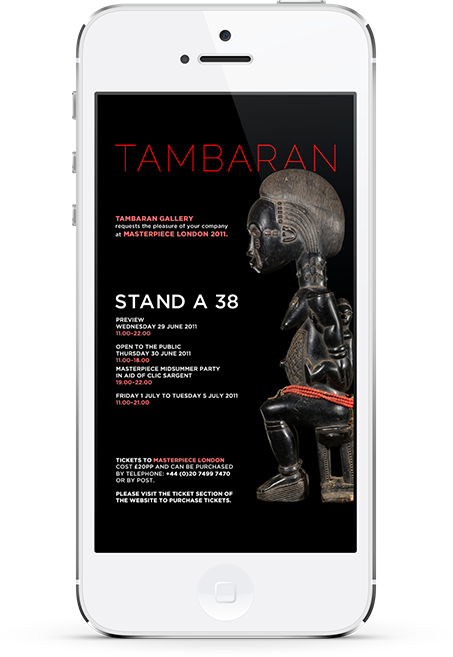 TAMBARAN
TAMBARAN GALLERY
requests the pleasure of your company
at MASTERPIECE LONDON 2011.
STAND A 38
PREVIEW
WEDNESDAY 29 JUNE 2011
11.00–22.00
OPEN TO THE PUBLIC
THURSDAY 30 JUNE 2011
11.00–18.00
MASTERPIECE MIDSUMMER PARTY
IN AID OF CLIC SARGENT
19.00–22.00
FRIDAY 1 JULY TO TUESDAY 5 JULY 2011
11.00–21.00
TICKETS TO MASTERPIECE LONDON
COST £20PP AND CAN BE PURCHASED
BY TELEPHONE: +44 (0)20 7499 7470
OR BY POST.
PLEASE VISIT THE TICKET SECTION OF
THE WEBSITE TO PURCHASE TICKETS.